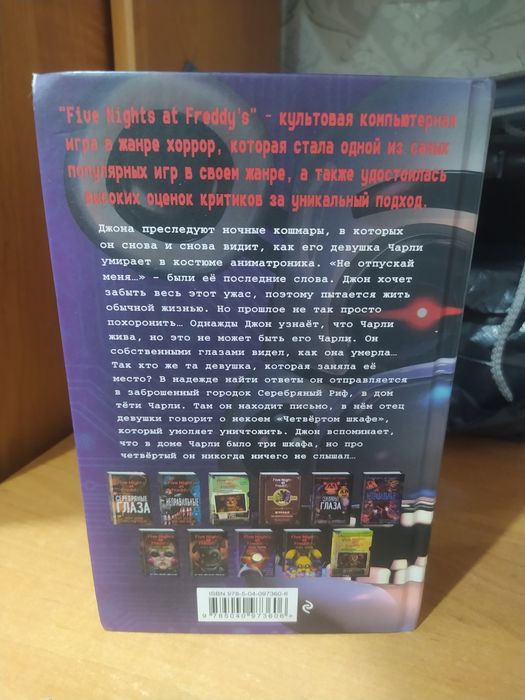 "Five Nights at Freddy's" - культовая компьютерная
игра в жанре хоррор, которая стала одной из самых
популярных игр в своем жанре, а также удостоилась
высоких оценок критиков за уникальный подход.
Джона преследуют ночные кошмары, в которых
он снова и снова видит, как его девушка Чарли
умирает в костюме аниматроника. «Не отпускай
меня…» – были её последние слова. Джон хочет
забыть весь этот ужас, поэтому пытается жить
обычной жизнью. Но прошлое не так просто
похоронить… Однажды Джон узнаёт, что Чарли
жива, но это не может быть его Чарли. Он
собственными глазами видел, как она умерла…
Так кто же та девушка, которая заняла её
место? В надежде найти ответы он отправляется
в заброшенный городок Серебряный Риф, в дом
тёти Чарли. Там он находит письмо, в нём отец
девушки говорит о некоем «Четвёртом шкафе»,
который умоляет уничтожить. Джон вспоминает,
что в доме Чарли было три шкафа, но про
четвёртый он никогда ничего не слышал…
СЕРЕБРЯНЫЕ ГЛАЗА
НЕПРАВИЛЬНЫЕ
ГЛАЗА
ISBN 978-5-04-097360-6
9 785040 973606 >